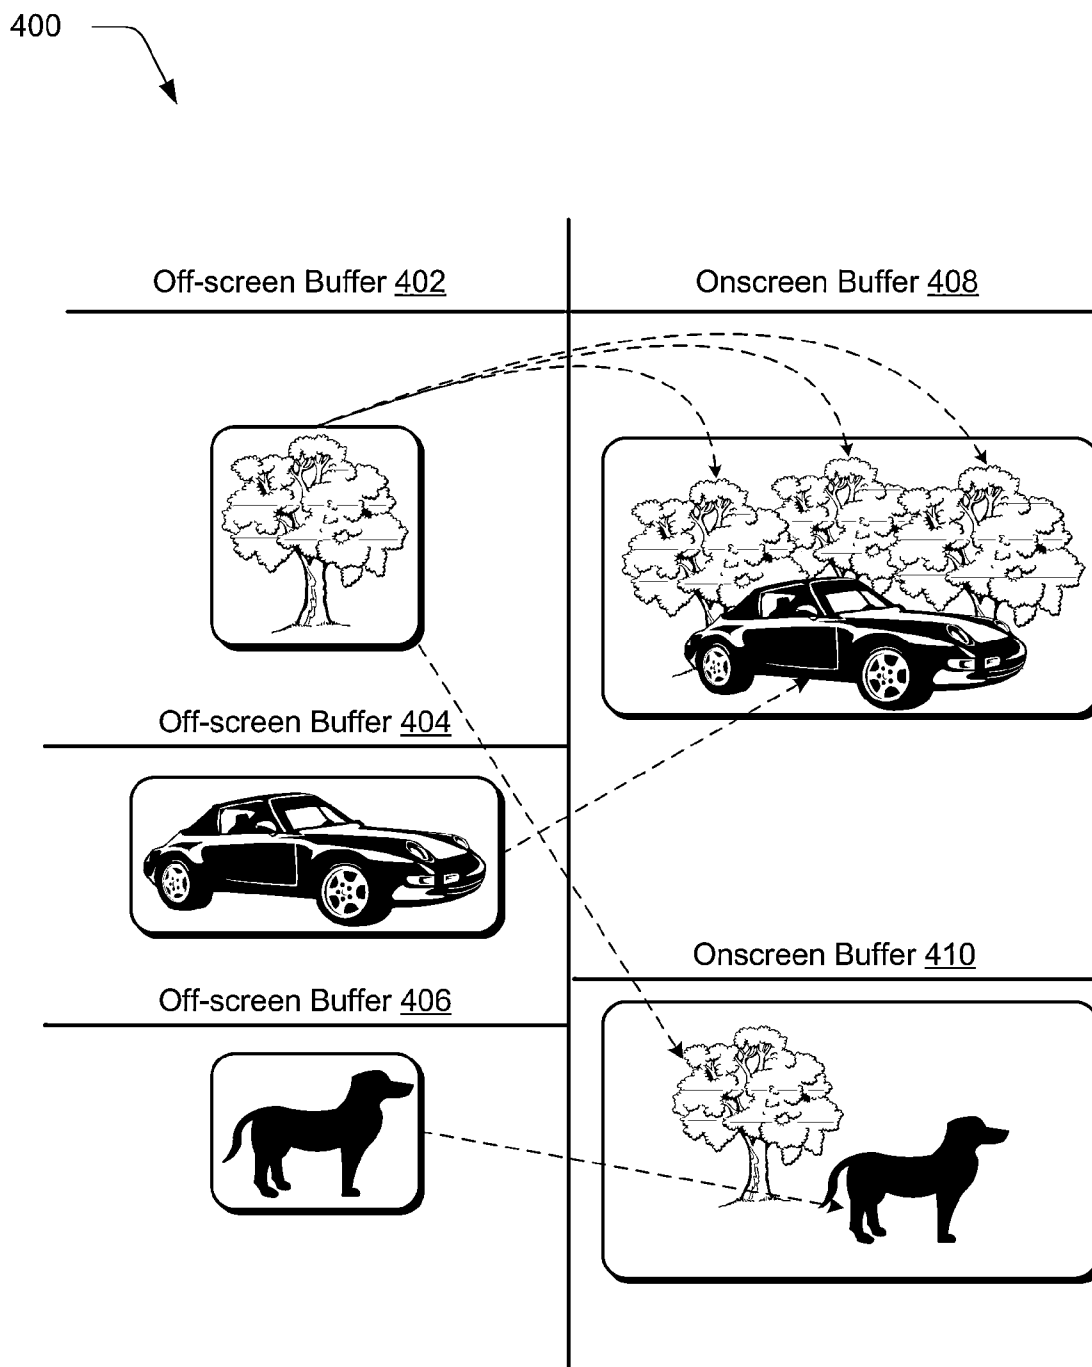 400
Off-screen Buffer 402
Onscreen Buffer 408
Off-screen Buffer 404
Onscreen Buffer 410
Off-screen Buffer 406